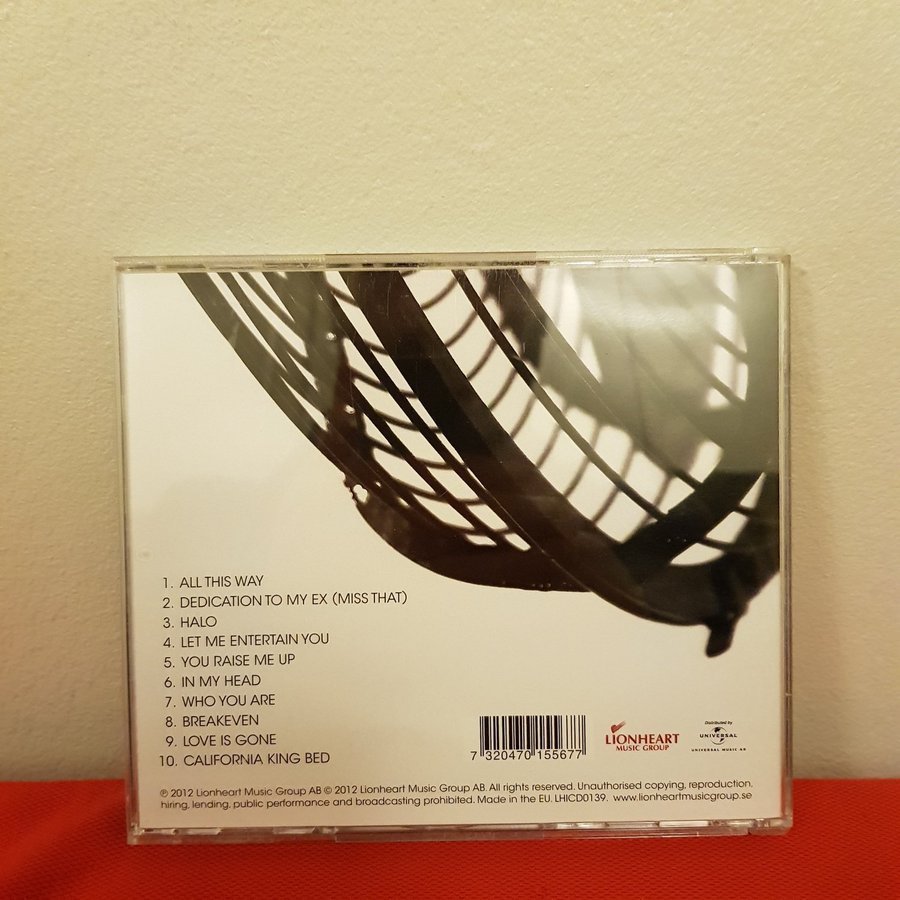 1. ALL THIS WAY
2. DEDICATION TO MY EX (MISS THAT)
3. HALO
4. LET ME ENTERTAIN YOU
5. YOU RAISE ME UP
6. IN MY HEAD
7. WHO YOU ARE
8. BREAKEVEN
9. LOVE IS GONE
10. CALIFORNIA KING BED
7 320470 155677
LIONHEART
MUSIC GROUP
Distributed by
UNIVERSAL
UNIVERSAL MUSIC AB
℗ 2012 Lionheart Music Group AB © 2012 Lionheart Music Group AB. All rights reserved. Unauthorised copying, reproduction,
hiring, lending, public performance and broadcasting prohibited. Made in the EU. LHICD0139. www.lionheartmusicgroup.se